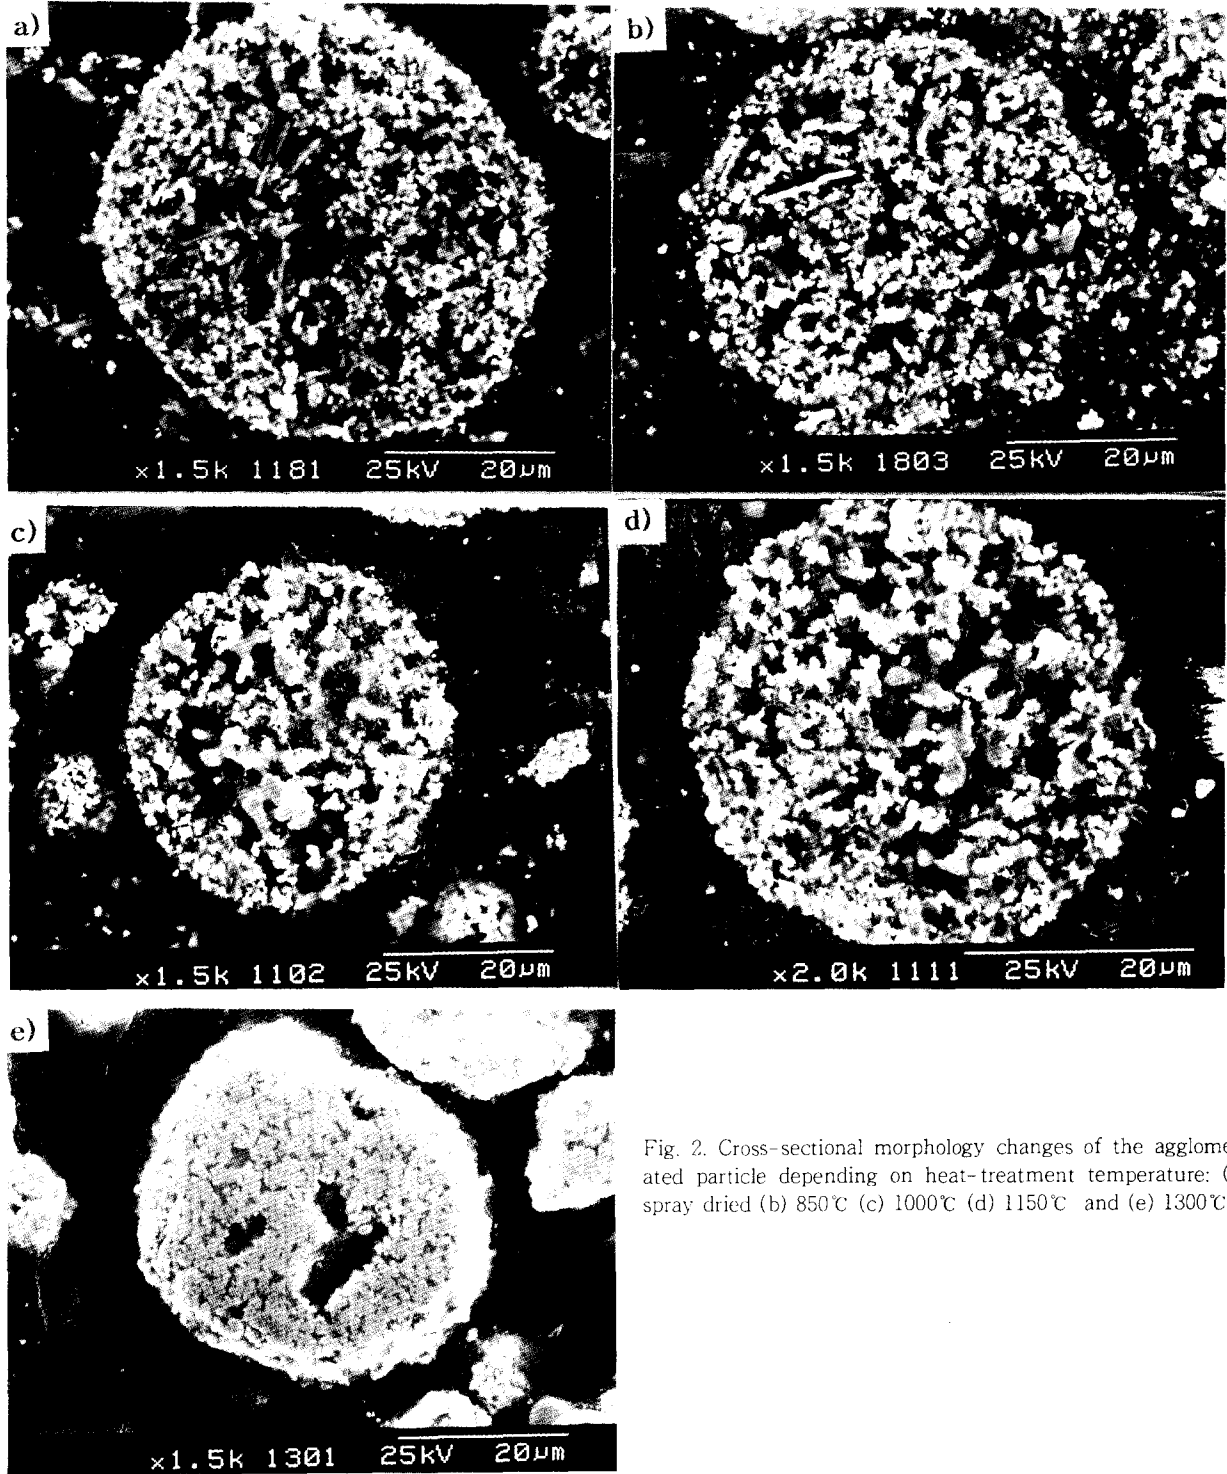 a)
×1.5k 1181 25kV 20μm
b)
×1.5k 1803 25kV 20μm
c)
×1.5k 1102 25kV 20μm
d)
×2.0k 1111 25kV 20μm
e)
×1.5k 1301 25kV 20μm
Fig. 2. Cross-sectional morphology changes of the agglome
ated particle depending on heat-treatment temperature: (
spray dried (b) 850℃ (c) 1000℃ (d) 1150℃ and (e) 1300℃